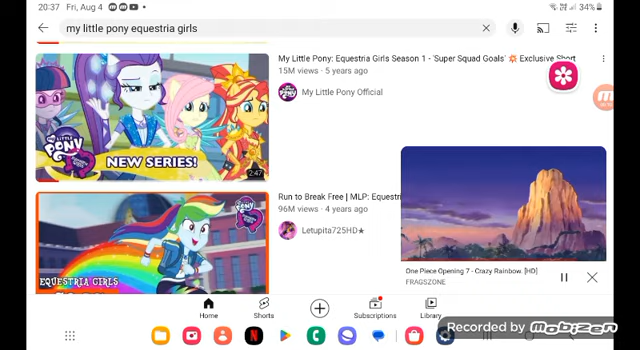 20:37 Fri, Aug 4
34%
my little pony equestria girls
My Little Pony: Equestria Girls Season 1 - 'Super Squad Goals' 💥 Exclusive Short
15M views · 5 years ago
My Little Pony Official
MY LITTLE PONY
NEW SERIES!
2:47
Run to Break Free | MLP: Equestri
96M views · 4 years ago
Letupita725HD★
EQUESTRIA GIRLS
One Piece Opening 7 - Crazy Rainbow. [HD]
FRAGSZONE
Home
Shorts
Subscriptions
Library
Recorded by Mobizen